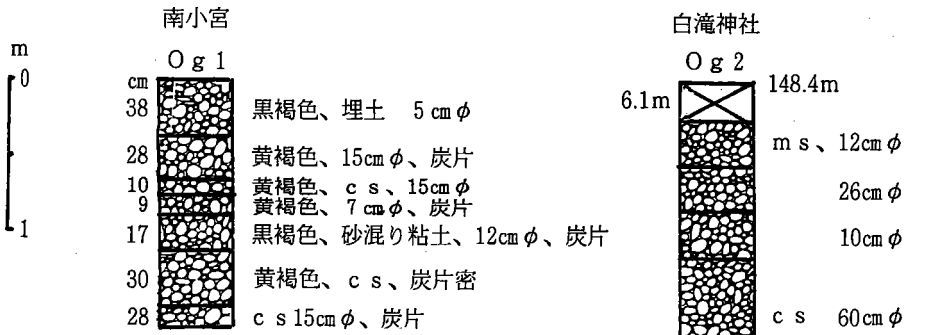 南小宮
Og1
m
0
1
cm
38 黒褐色、埋土 5cmφ
28 黄褐色、15cmφ、炭片
10 黄褐色、cs、15cmφ
9 黄褐色、7cmφ、炭片
17 黒褐色、砂混り粘土、12cmφ、炭片
30 黄褐色、cs、炭片密
28 cs15cmφ、炭片
白滝神社
Og2
148.4m
6.1m
ms、12cmφ
26cmφ
10cmφ
cs 60cmφ